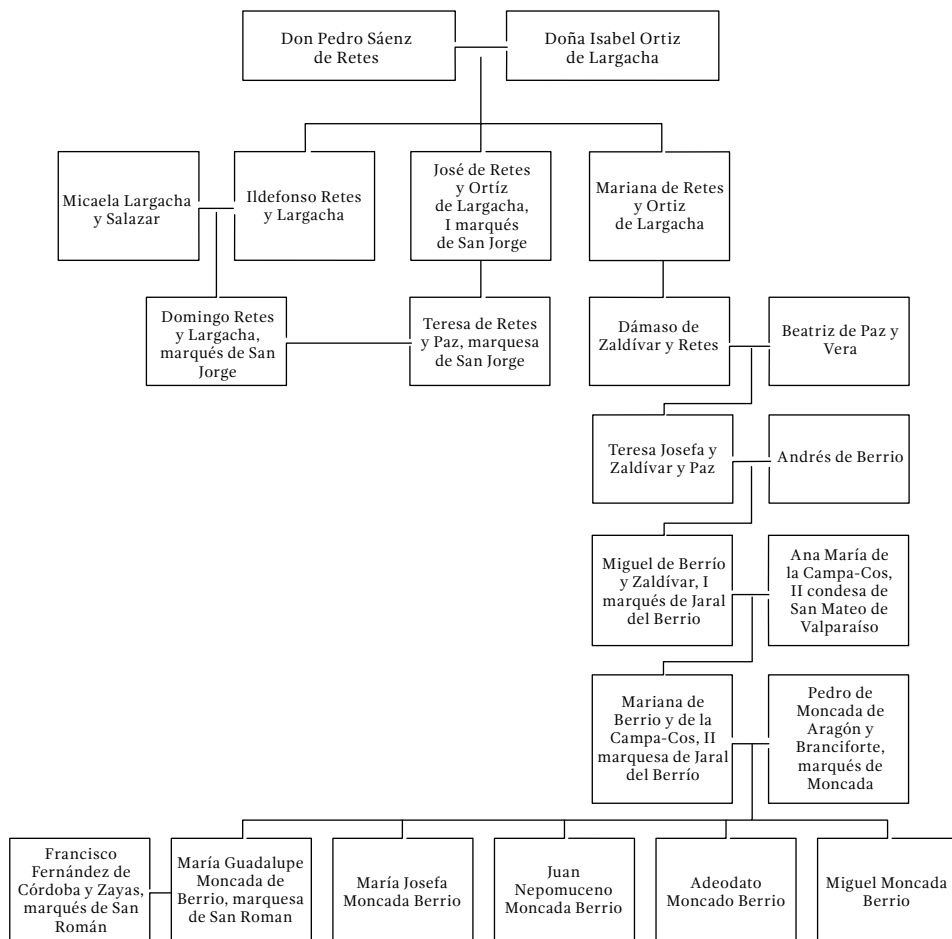 Don Pedro Sáenz
de Retes
Doña Isabel Ortiz
de Largacha
Micaela Largacha
y Salazar
Ildefonso Retes
y Largacha
José de Retes
y Ortíz
de Largacha,
I marqués
de San Jorge
Mariana de Retes
y Ortiz
de Largacha
Domingo Retes
y Largacha,
marqués de San
Jorge
Teresa de Retes
y Paz, marquesa
de San Jorge
Dámaso de
Zaldívar y Retes
Beatriz de Paz y
Vera
Teresa Josefa y
Zaldívar y Paz
Andrés de Berrio
Miguel de Berrío
y Zaldívar, I
marqués de Jaral
del Berrio
Ana María de
la Campa-Cos,
II condesa de
San Mateo de
Valparaíso
Mariana de
Berrio y de la
Campa-Cos, II
marquesa de Jaral
del Berrío
Pedro de
Moncada de
Aragón y
Branciforte,
marqués de
Moncada
Francisco
Fernández de
Córdoba y Zayas,
marqués de San
Román
María Guadalupe
Moncada de
Berrio, marquesa
de San Roman
María Josefa
Moncada Berrio
Juan
Nepomuceno
Moncada Berrio
Adeodato
Moncado Berrio
Miguel Moncada
Berrio